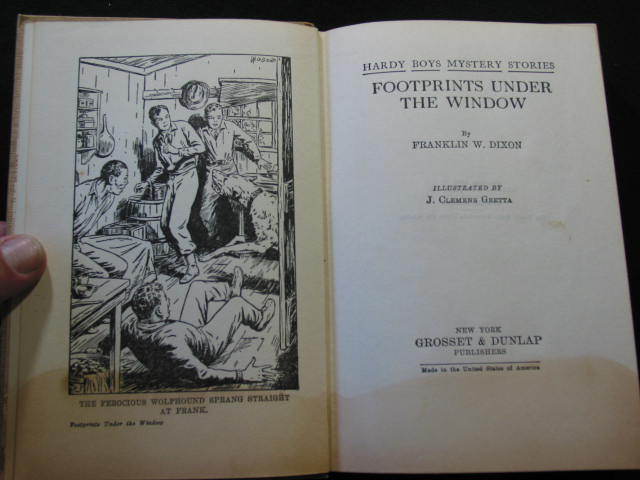 THE FEROCIOUS WOLFHOUND SPRANG STRAIGHT
AT FRANK.
Footprints Under the Window
HARDY BOYS MYSTERY STORIES
FOOTPRINTS UNDER
THE WINDOW
By
FRANKLIN W. DIXON
ILLUSTRATED BY
J. CLEMENS GRETTA
NEW YORK
GROSSET & DUNLAP
PUBLISHERS
Made in the United States of America